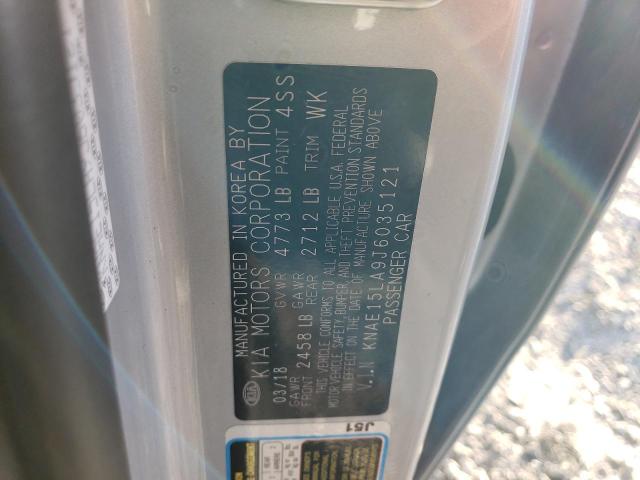 MANUFACTURED IN KOREA BY
KIA MOTORS CORPORATION
03/18 GVWR 4773 LB PAINT 4SS
GAWR FRONT 2458 LB GAWR REAR 2712 LB TRIM WK
THIS VEHICLE CONFORMS TO ALL APPLICABLE U.S.A. FEDERAL
MOTOR VEHICLE SAFETY, BUMPER, AND THEFT PREVENTION STANDARDS
IN EFFECT ON THE DATE OF MANUFACTURE SHOWN ABOVE
V.I.N. KNAE15LA9J6035121
PASSENGER CAR
KIA
J51